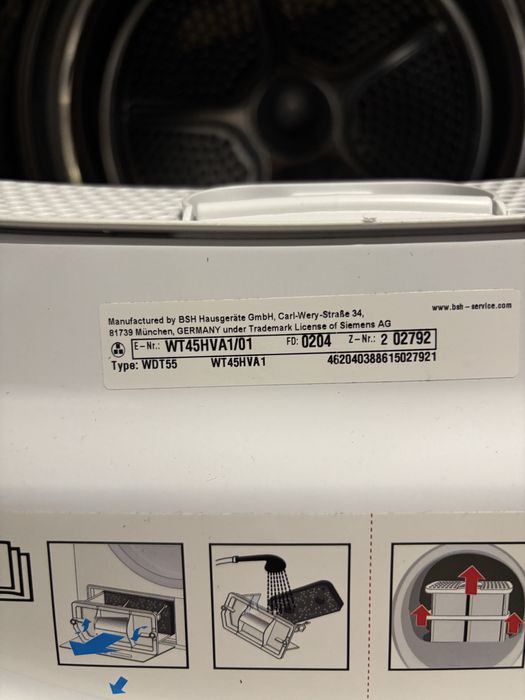 www.bsh-service.com
Manufactured by BSH Hausgeräte GmbH, Carl-Wery-Straße 34,
81739 München, GERMANY under Trademark License of Siemens AG
E-Nr.: WT45HVA1/01 FD: 0204 Z-Nr.: 2 02792
Type: WDT55 WT45HVA1 462040388615027921